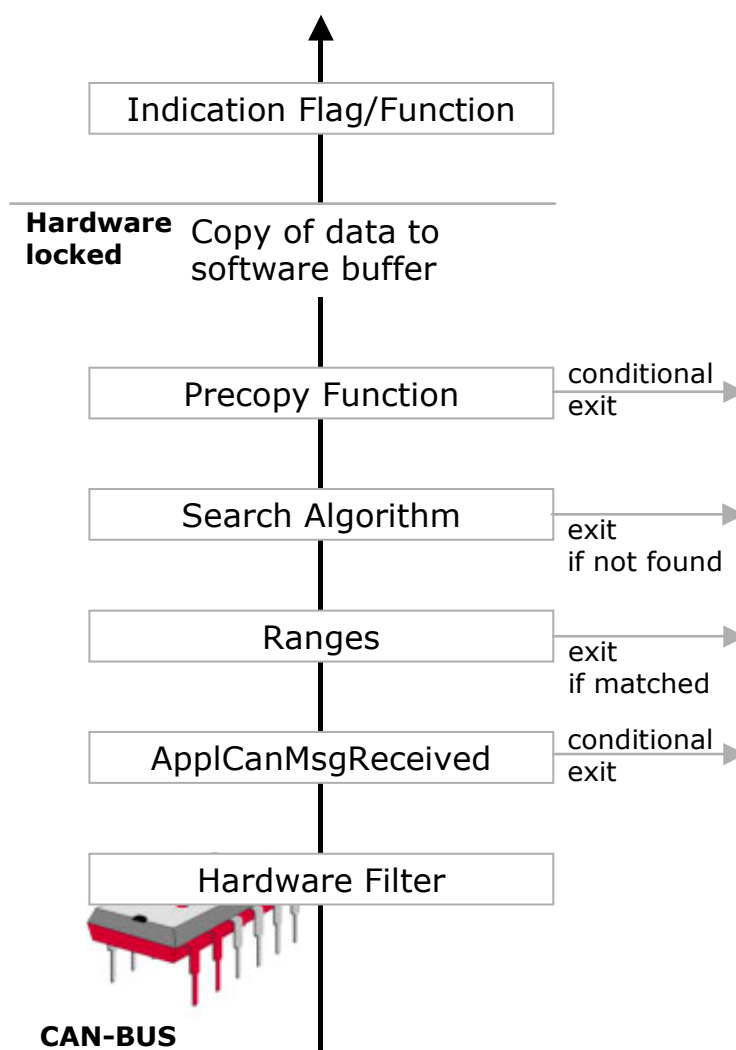 Indication Flag/Function
Hardware
locked
Copy of data to
software buffer
Precopy Function
conditional
exit
Search Algorithm
exit
if not found
Ranges
exit
if matched
ApplCanMsgReceived
conditional
exit
Hardware Filter
CAN-BUS